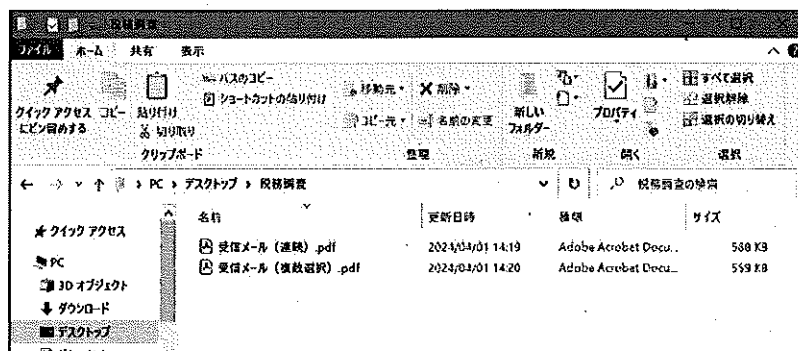 税務調査
ファイル ホーム 共有 表示
クイック アクセスにピン留めする
コピー
貼り付け
パスのコピー
ショートカットの貼り付け
切り取り
クリップボード
移動先
コピー先
削除
名前の変更
整理
新しいフォルダー
新規
プロパティ
開く
すべて選択
選択解除
選択の切り替え
選択
PC › デスクトップ › 税務調査
税務調査の検索
名前 更新日時 種類 サイズ
受信メール（連続）.pdf 2024/04/01 14:19 Adobe Acrobat Docu... 588 KB
受信メール（複数選択）.pdf 2024/04/01 14:20 Adobe Acrobat Docu... 559 KB
クイック アクセス
PC
3D オブジェクト
ダウンロード
デスクトップ